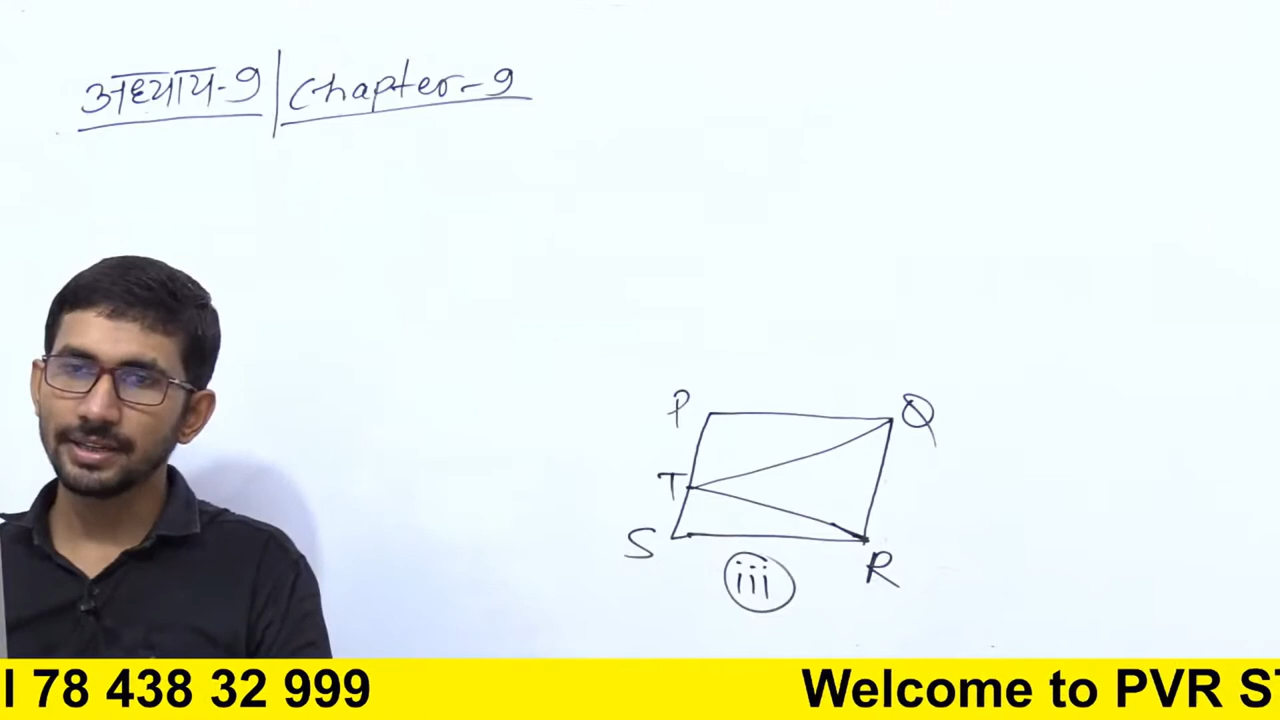 अध्याय-9 | Chapter-9
P
Q
T
S
R
iii
l 78 438 32 999
Welcome to PVR ST